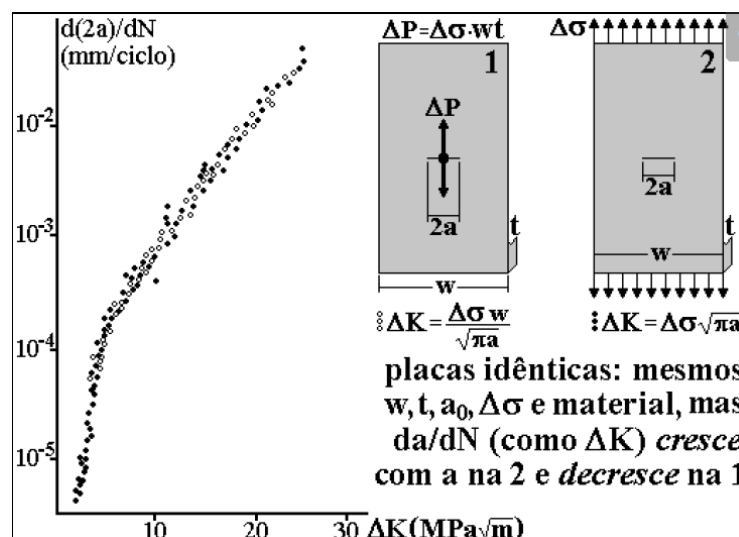 d(2a)/dN
(mm/ciclo)
10⁻²
10⁻³
10⁻⁴
10⁻⁵
10
20
30
ΔK(MPa√m)
ΔP=Δσ·wt
1
ΔP
2a
t
w
ΔK = Δσ w / √πa
Δσ
2
2a
t
w
ΔK = Δσ√πa
placas idênticas: mesmos
w, t, a₀, Δσ e material, mas
da/dN (como ΔK) cresce
com a na 2 e decresce na 1